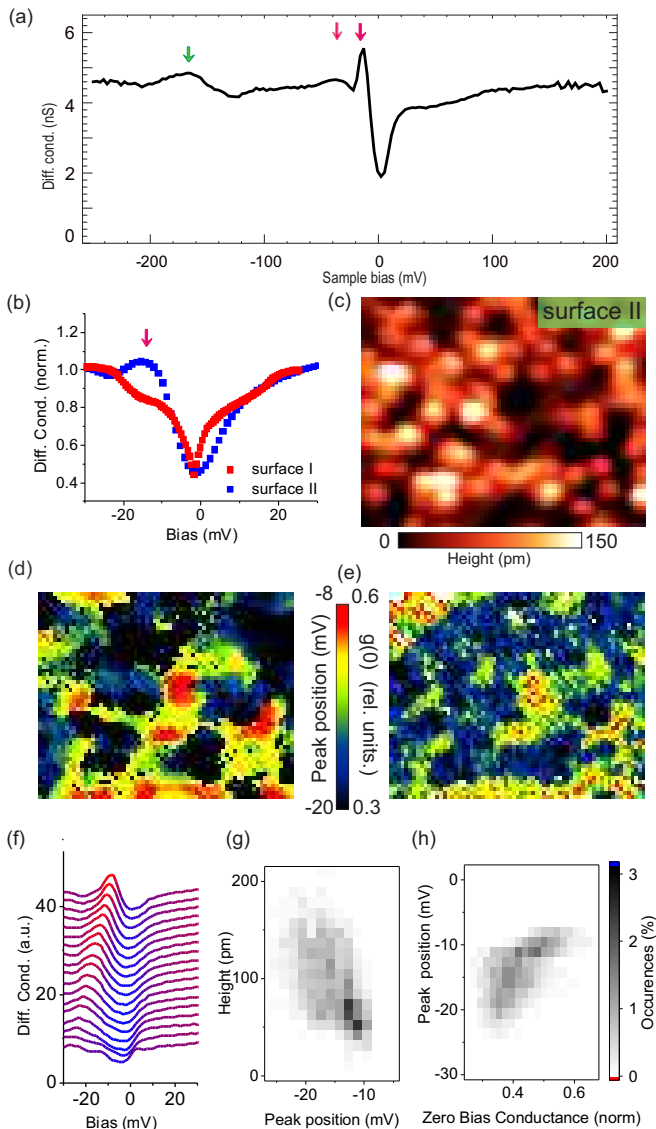 (a)
6
4
2
0
Diff. cond. (nS)
-200
-100
0
100
200
Sample bias (mV)
(b)
1.2
1.0
0.8
0.6
0.4
Diff. Cond. (norm.)
surface I
surface II
-20
0
20
Bias (mV)
(c)
surface II
0
150
Height (pm)
(d)
-8
0.6
Peak position (mV)
g(0) (rel. units.)
-20
0.3
(e)
(f)
40
20
0
Diff. Cond. (a.u.)
-20
0
20
Bias (mV)
(g)
200
100
0
Height (pm)
-20
-10
Peak position (mV)
(h)
0
-10
-20
-30
Peak position (mV)
0.4
0.6
Zero Bias Conductance (norm)
3
2
1
0
Occurences (%)